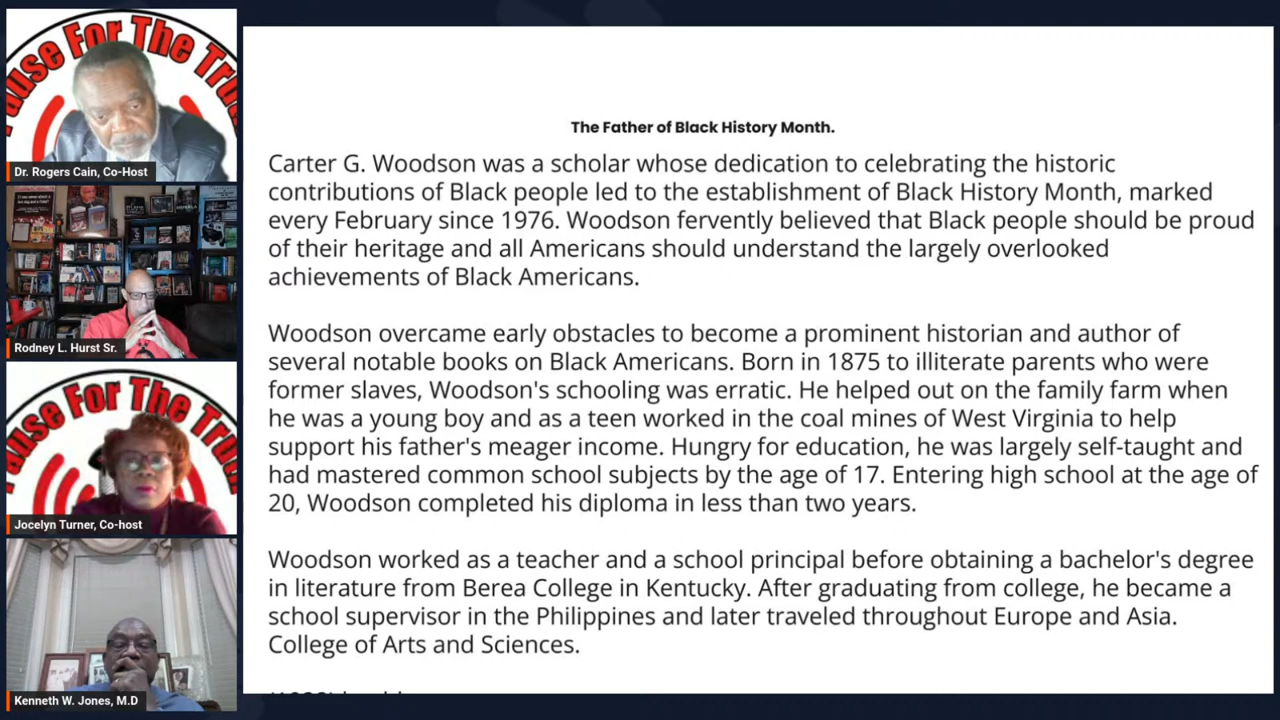 Pause For The Tru
Dr. Rogers Cain, Co-Host
Rodney L. Hurst Sr.
Pause For The Tru
Jocelyn Turner, Co-host
Kenneth W. Jones, M.D
The Father of Black History Month.
Carter G. Woodson was a scholar whose dedication to celebrating the historic
contributions of Black people led to the establishment of Black History Month, marked
every February since 1976. Woodson fervently believed that Black people should be proud
of their heritage and all Americans should understand the largely overlooked
achievements of Black Americans.
Woodson overcame early obstacles to become a prominent historian and author of
several notable books on Black Americans. Born in 1875 to illiterate parents who were
former slaves, Woodson's schooling was erratic. He helped out on the family farm when
he was a young boy and as a teen worked in the coal mines of West Virginia to help
support his father's meager income. Hungry for education, he was largely self-taught and
had mastered common school subjects by the age of 17. Entering high school at the age of
20, Woodson completed his diploma in less than two years.
Woodson worked as a teacher and a school principal before obtaining a bachelor's degree
in literature from Berea College in Kentucky. After graduating from college, he became a
school supervisor in the Philippines and later traveled throughout Europe and Asia.
College of Arts and Sciences.